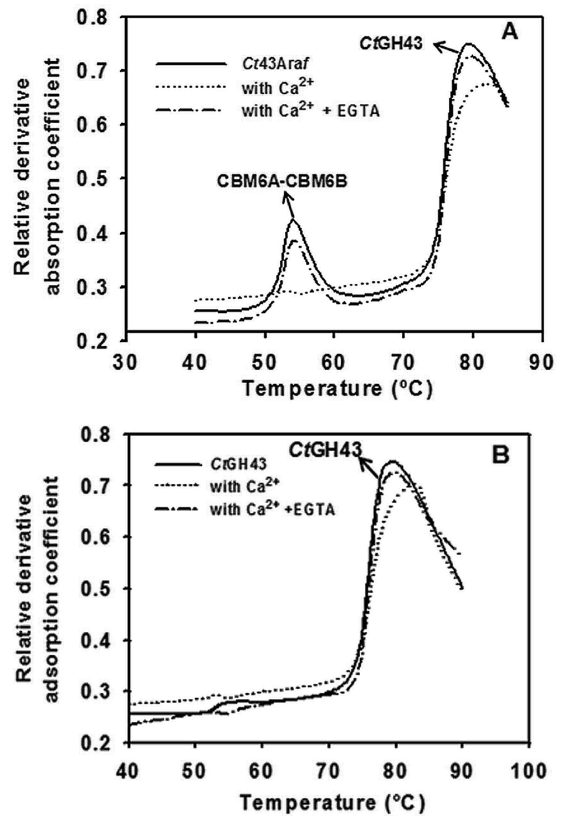 A
CtGH43
Ct43Araf
with Ca2+
with Ca2+ + EGTA
CBM6A-CBM6B
Relative derivative
absorption coefficient
0.8
0.7
0.6
0.5
0.4
0.3
0.2
30 40 50 60 70 80 90
Temperature (ºC)
B
CtGH43
CtGH43
with Ca2+
with Ca2+ +EGTA
Relative derivative
adsorption coefficient
0.8
0.7
0.6
0.5
0.4
0.3
0.2
40 50 60 70 80 90 100
Temperature (ºC)